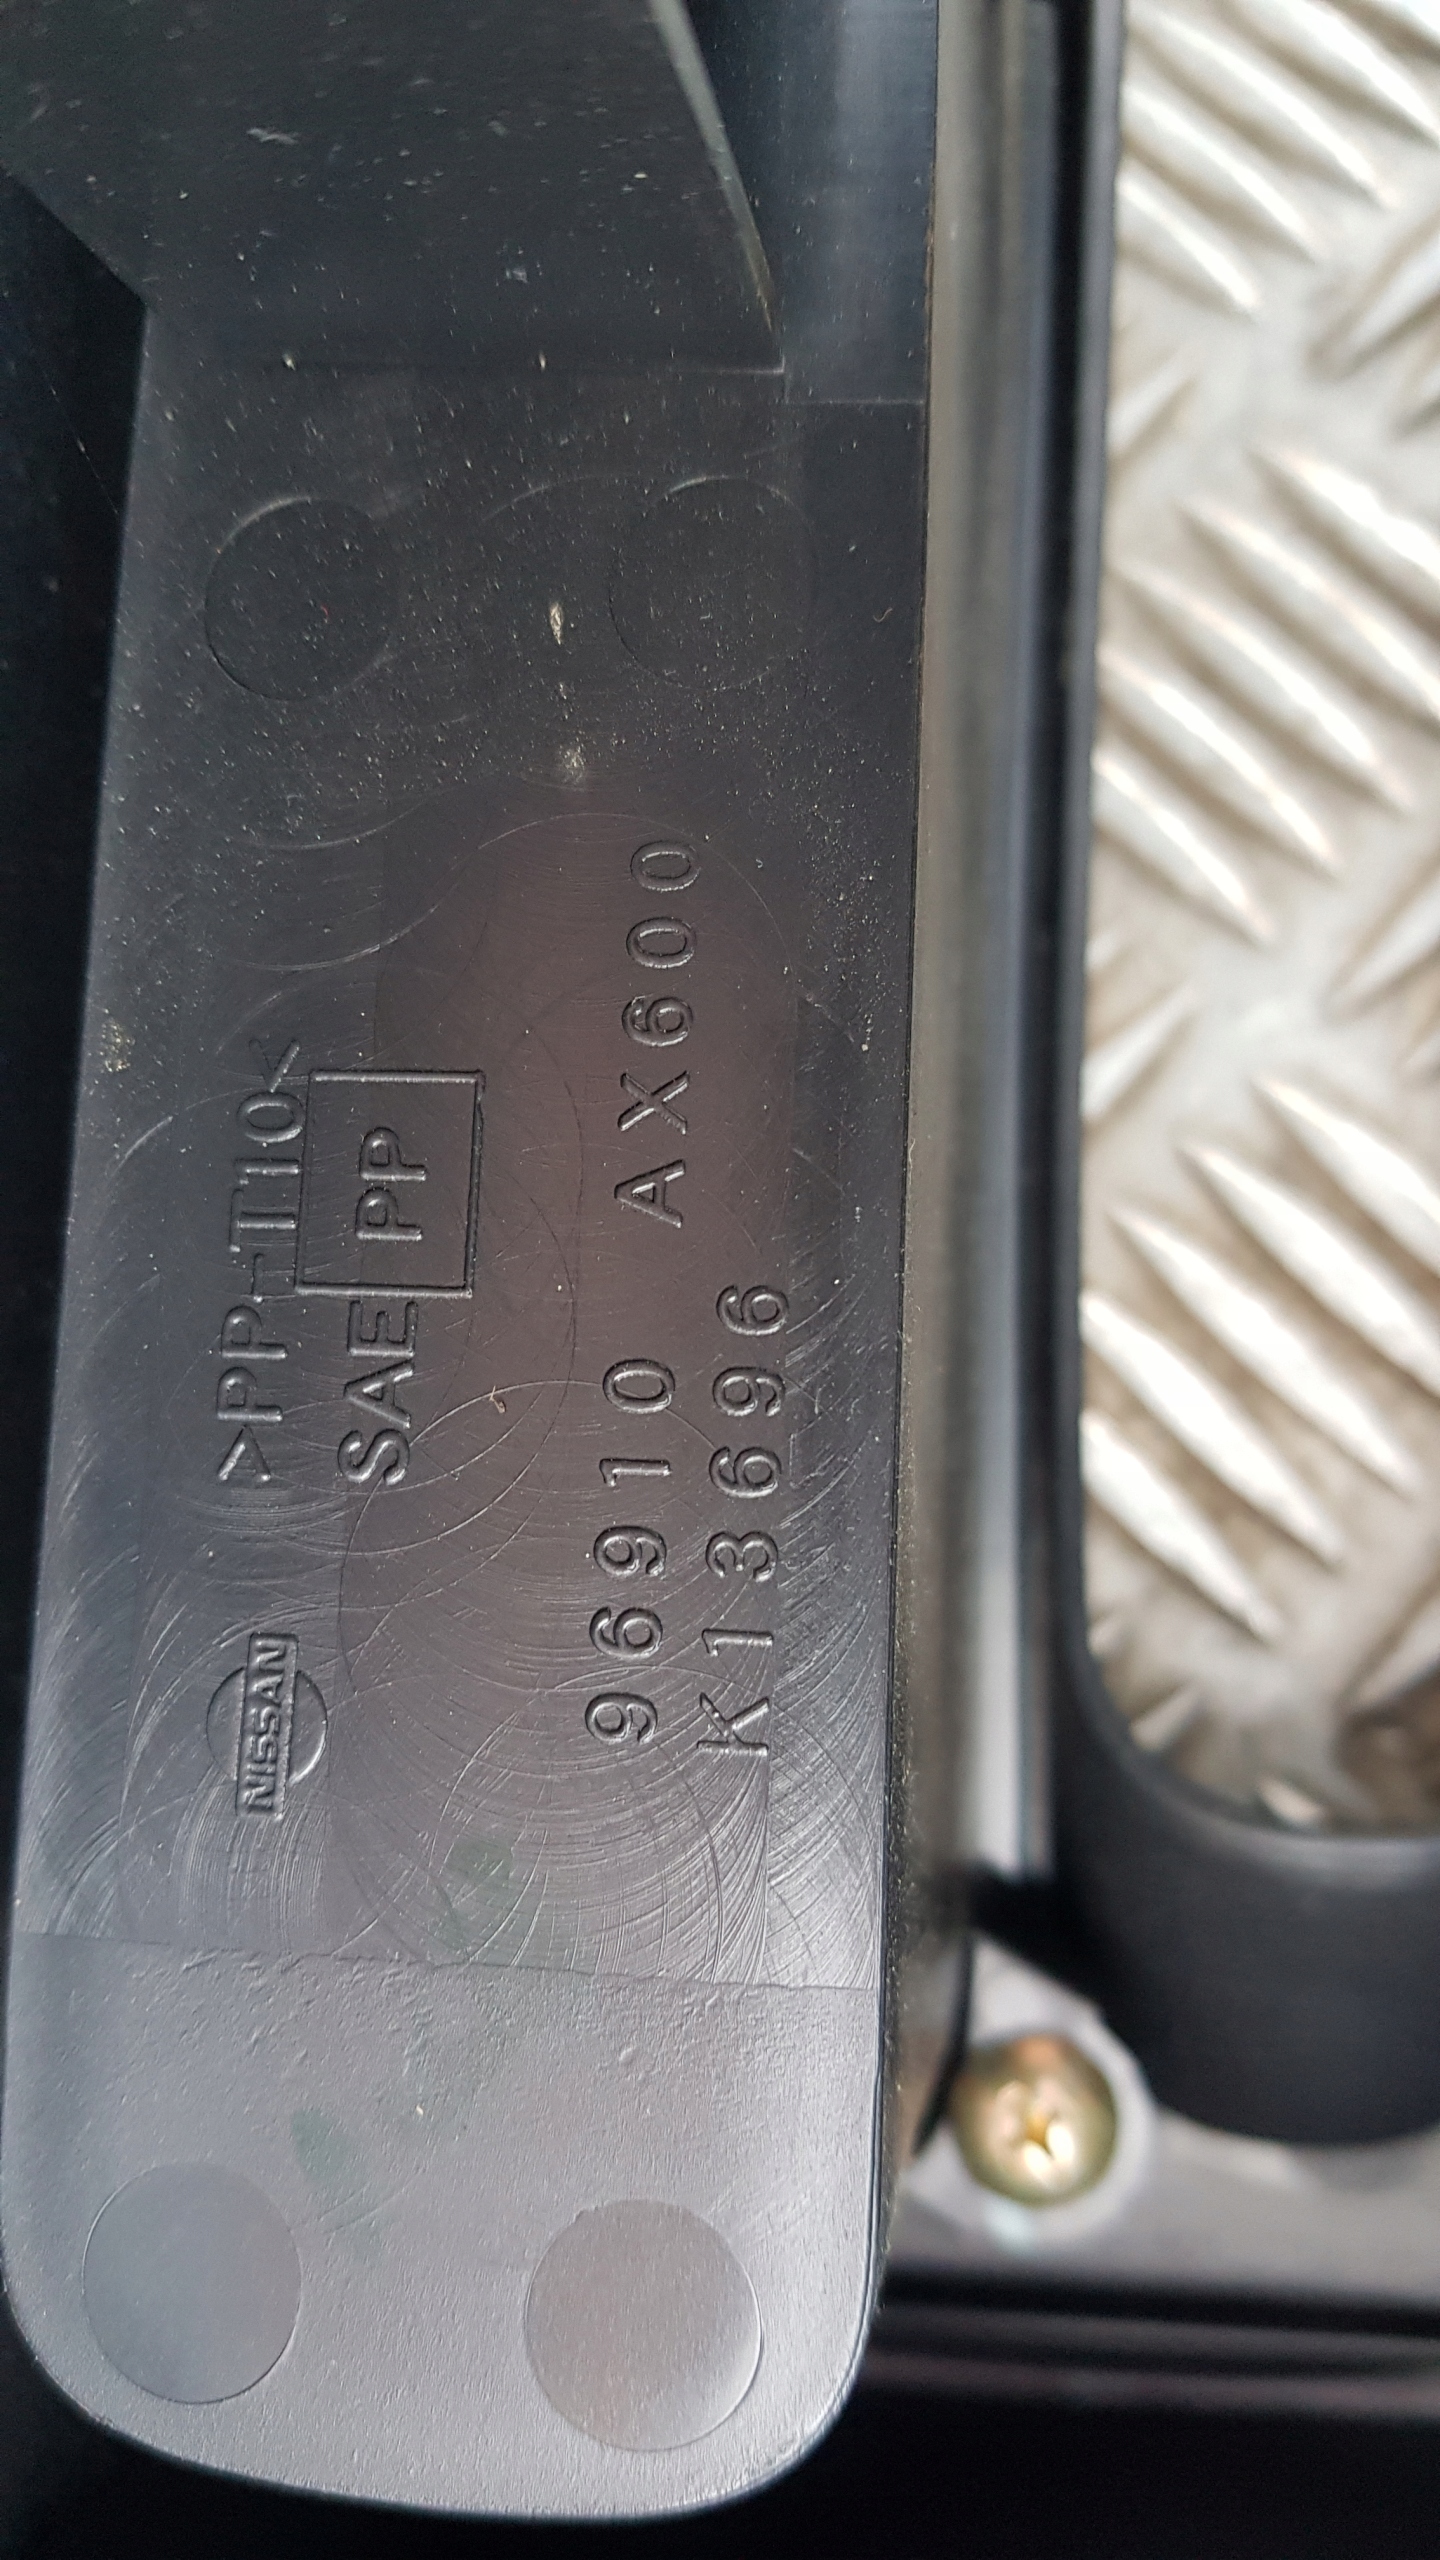 >PP-T10<
SAE PP
NISSAN
96910 AX600
K13696